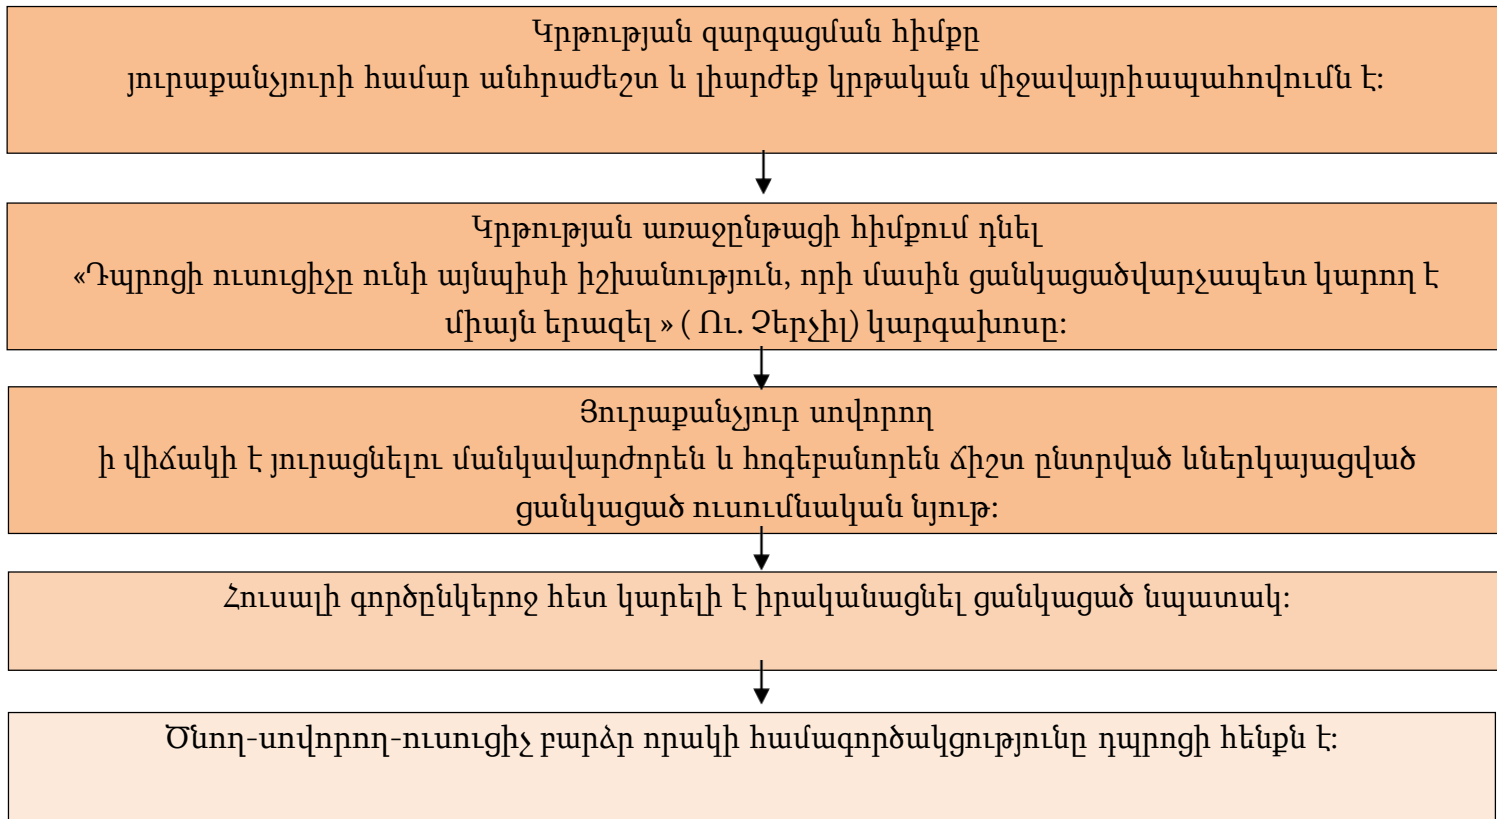 Կրթության զարգացման հիմքը
յուրաքանչյուրի համար անհրաժեշտ և լիարժեք կրթական միջավայրիապահովումն է:
Կրթության առաջընթացի հիմքում դնել
«Դպրոցի ուսուցիչը ունի այնպիսի իշխանություն, որի մասին ցանկացածվարչապետ կարող է
միայն երազել » ( Ու. Չերչիլ) կարգախոսը:
Յուրաքանչյուր սովորող
ի վիճակի է յուրացնելու մանկավարժորեն և հոգեբանորեն ճիշտ ընտրված ևներկայացված
ցանկացած ուսումնական նյութ:
Հուսալի գործընկերոջ հետ կարելի է իրականացնել ցանկացած նպատակ:
Ծնող-սովորող-ուսուցիչ բարձր որակի համագործակցությունը դպրոցի հենքն է: